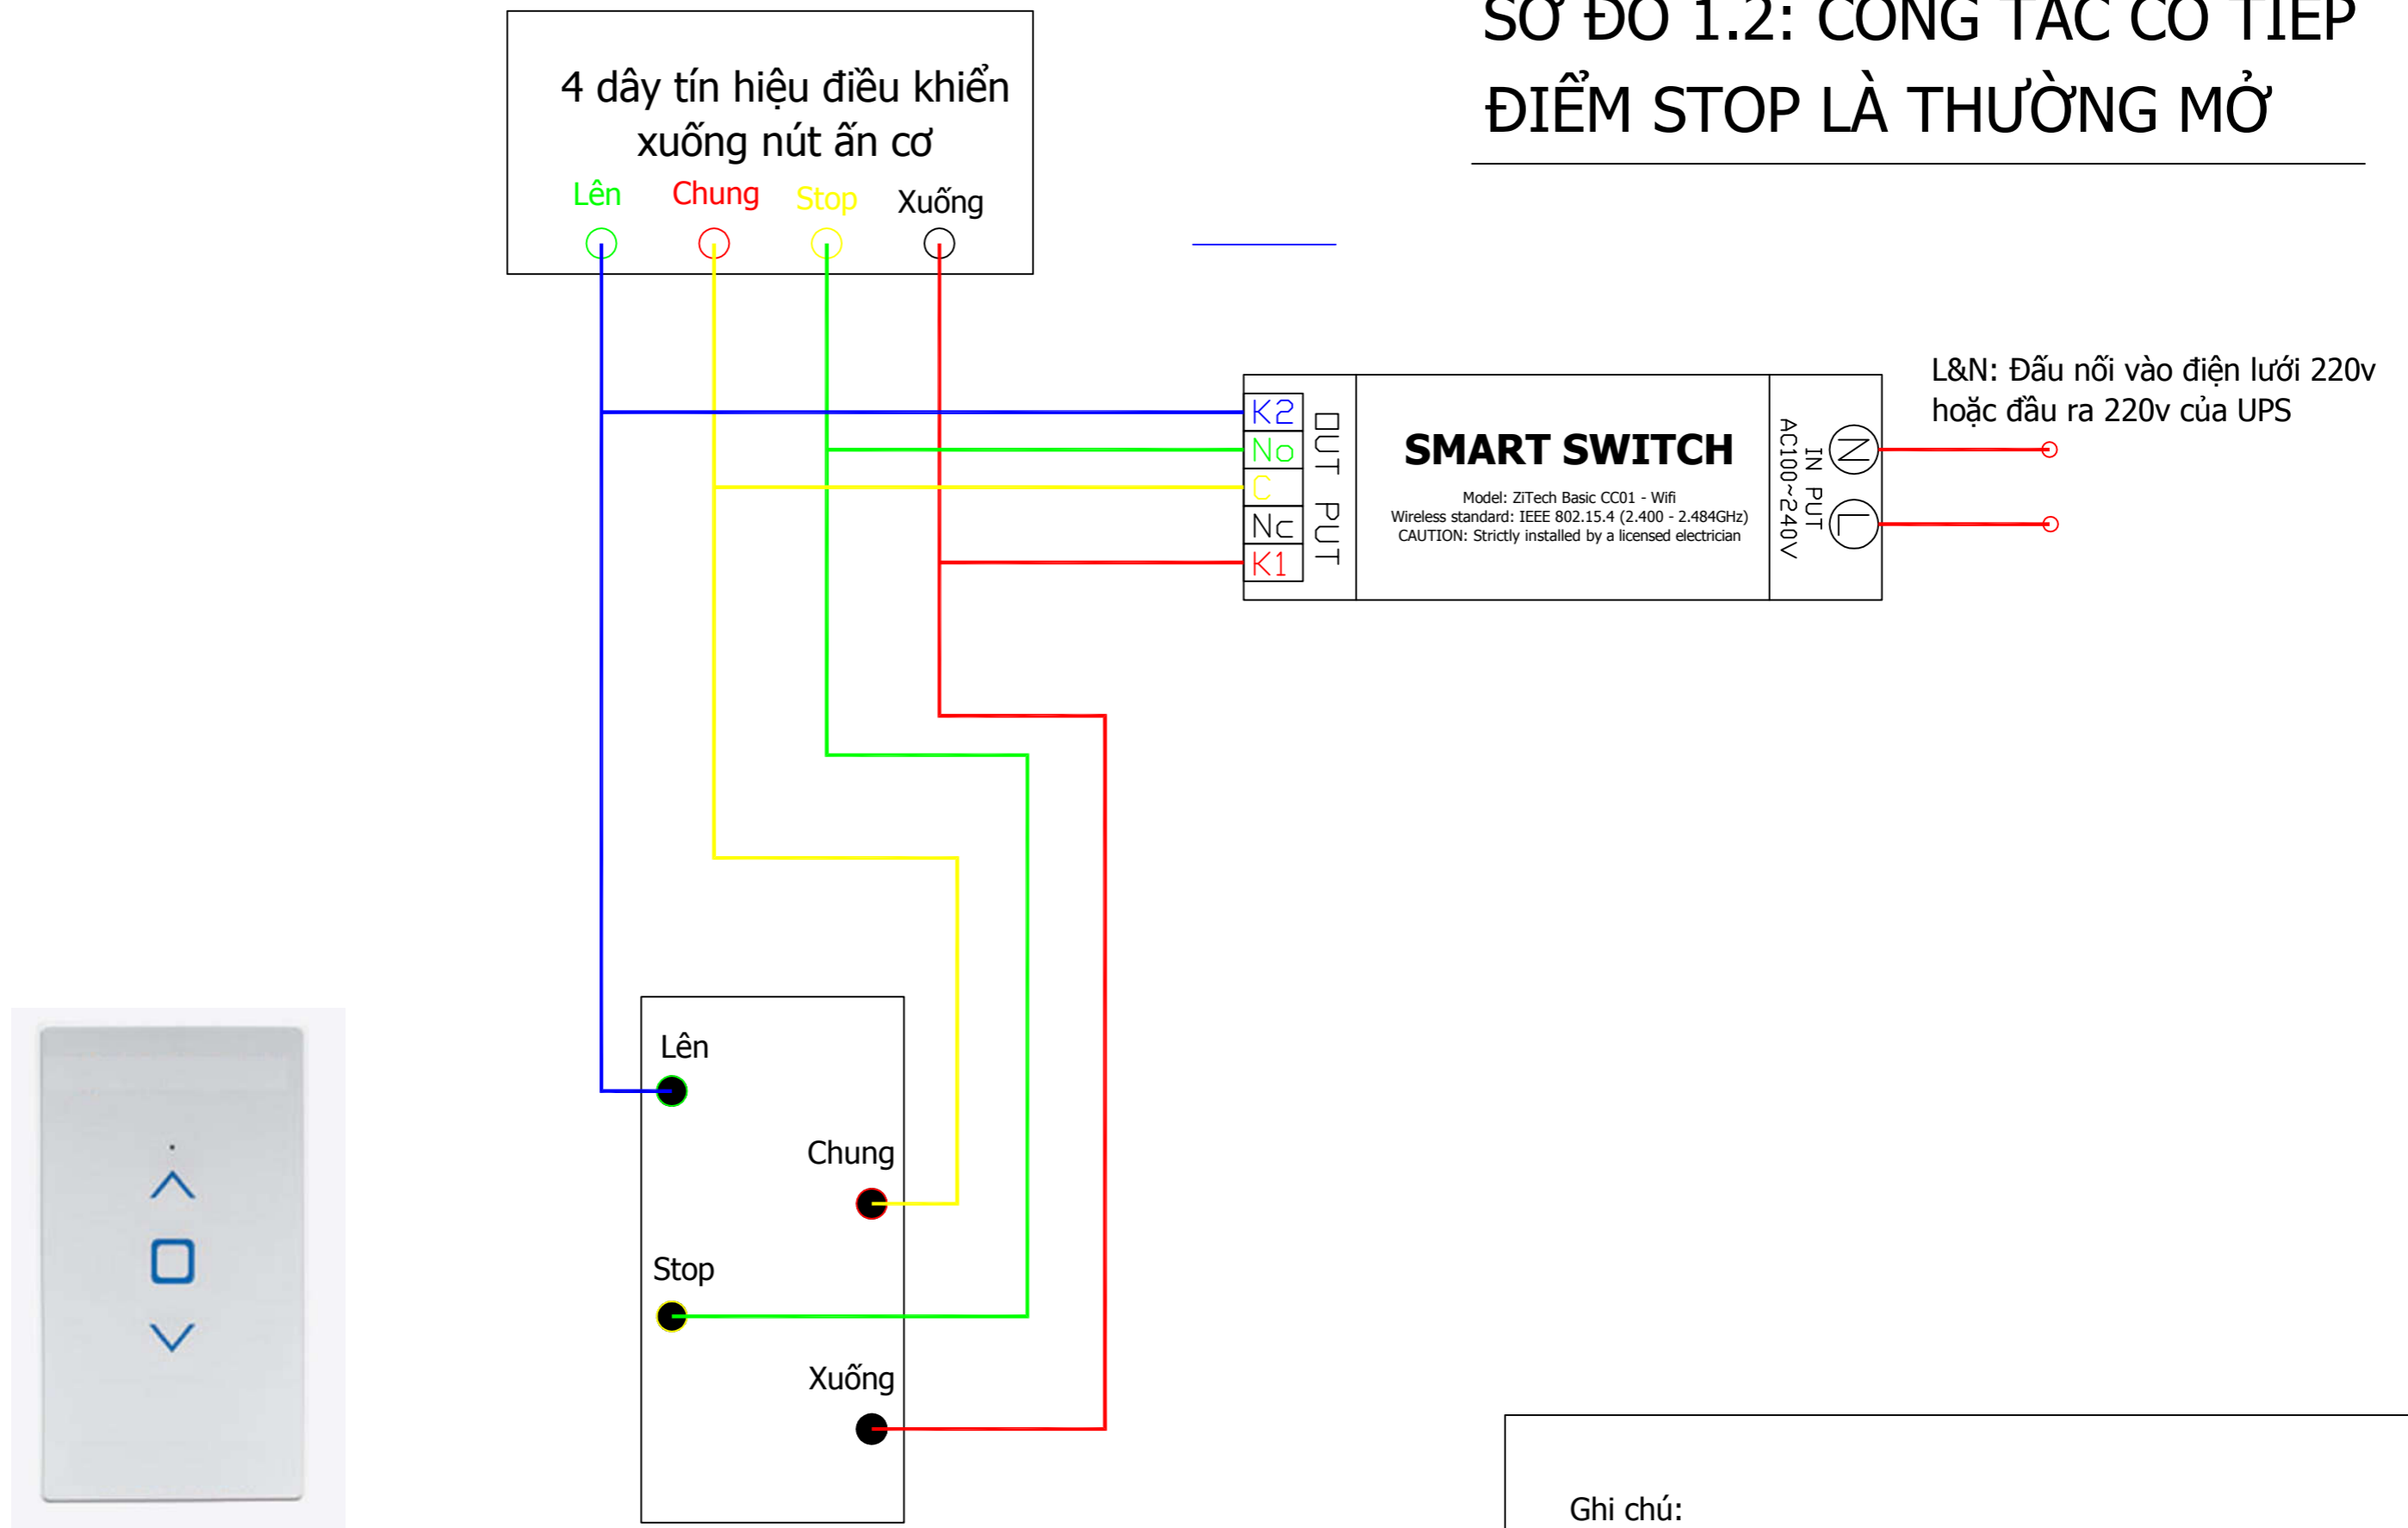 SƠ ĐỒ 1.2: CÔNG TẮC CÓ TIẾP
ĐIỂM STOP LÀ THƯỜNG MỞ
4 dây tín hiệu điều khiển
xuống nút ấn cơ
Lên Chung Stop Xuống
L&N: Đấu nối vào điện lưới 220v
hoặc đầu ra 220v của UPS
K2
No
C
Nc
K1
OUT PUT
SMART SWITCH
Model: ZiTech Basic CC01 - Wifi
Wireless standard: IEEE 802.15.4 (2.400 - 2.484GHz)
CAUTION: Strictly installed by a licensed electrician
IN PUT
AC100~240V
N
L
Lên
Chung
Stop
Xuống
Ghi chú: